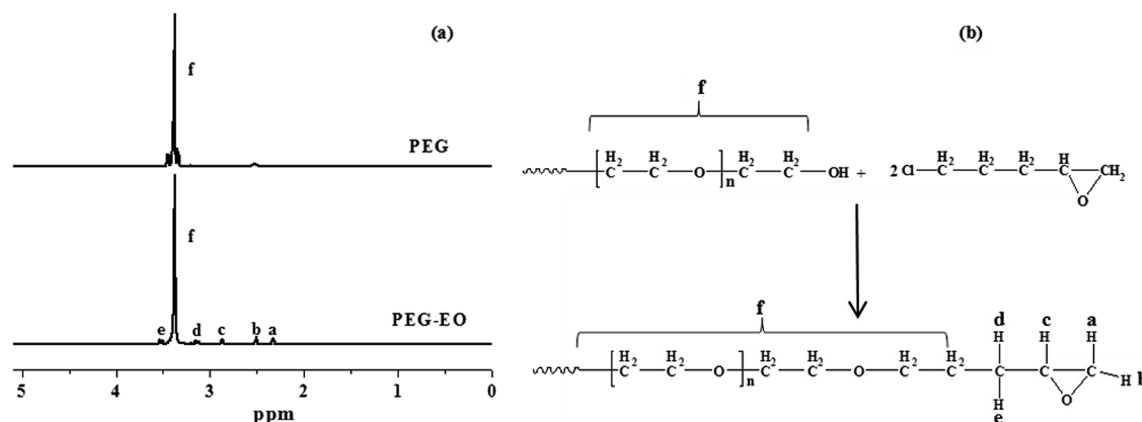 (a)
f
PEG
f
e d c b a
PEG-EO
5 4 3 2 1 0
ppm
(b)
f
H2 H2 H2 H2
C C O n C C OH + 2 Cl C C C C CH2
H2 H2 H2 H
O
f
d c a
H H H
H2 H2 H2 H2 H2 H2
C C O n C C O C C C C C H b
O
H
e